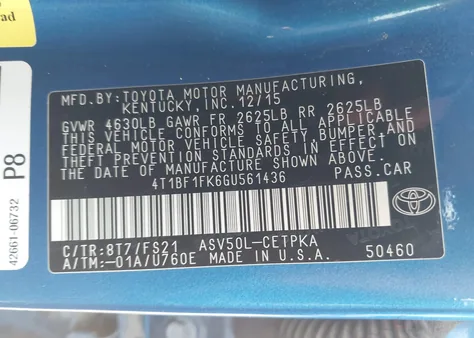 ad
P8
42661-06732
MFD.BY:TOYOTA MOTOR MANUFACTURING,
KENTUCKY,INC.12/15
GVWR 4630LB GAWR FR 2625LB RR 2625LB
THIS VEHICLE CONFORMS TO ALL APPLICABLE
FEDERAL MOTOR VEHICLE SAFETY,BUMPER,AND
THEFT PREVENTION STANDARDS IN EFFECT ON
THE DATE OF MANUFACTURE SHOWN ABOVE.
4T1BF1FK6GU561436 PASS.CAR
TOYOTA
C/TR:8T7/FS21 ASV50L-CETPKA
A/TM:-01A/U760E MADE IN U.S.A. 50460